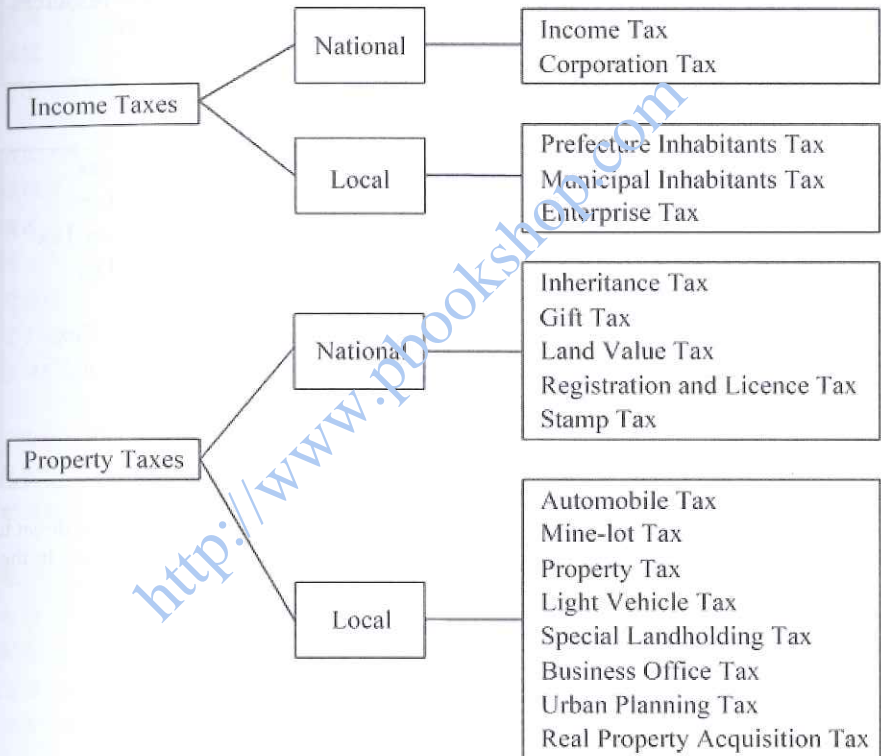 National
Income Tax
Corporation Tax
Income Taxes
Local
Prefecture Inhabitants Tax
Municipal Inhabitants Tax
Enterprise Tax
National
Inheritance Tax
Gift Tax
Land Value Tax
Registration and Licence Tax
Stamp Tax
Property Taxes
Local
Automobile Tax
Mine-lot Tax
Property Tax
Light Vehicle Tax
Special Landholding Tax
Business Office Tax
Urban Planning Tax
Real Property Acquisition Tax
http://www.pbookshop.com